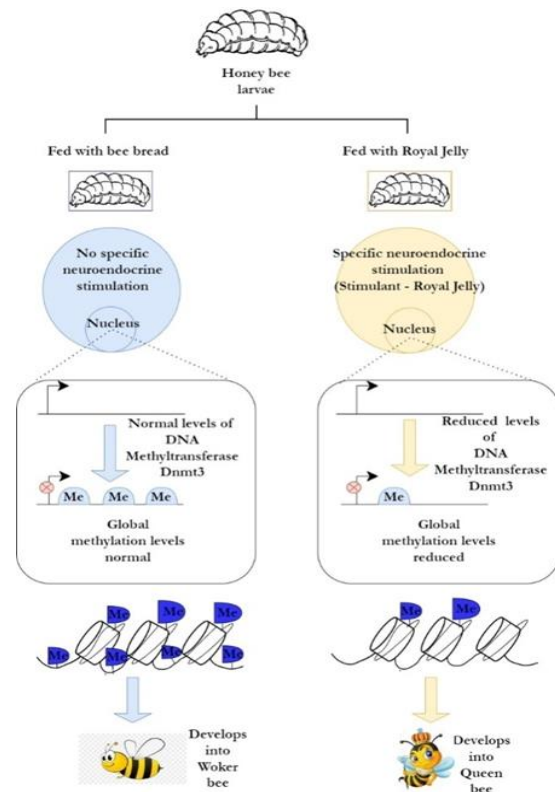 Honey bee
larvae
Fed with bee bread
Fed with Royal Jelly
No specific
neuroendocrine
stimulation
Nucleus
Specific neuroendocrine
stimulation
(Stimulant - Royal Jelly)
Nucleus
Normal levels of
DNA
Methyltransferase
Dnmt3
Me Me Me
Global
methylation levels
normal
Reduced levels
of
DNA
Methyltransferase
Dnmt3
Me
Global
methylation levels
reduced
Me Me Me
Me Me Me Me
Me Me
Develops
into
Woker
bee
Develops
into
Queen
bee